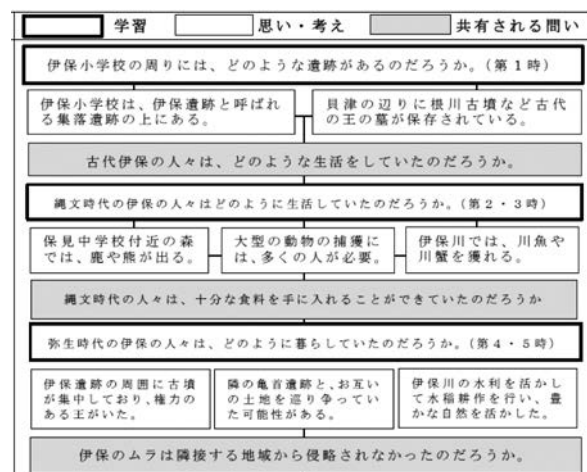 学習
思い・考え
共有される問い
伊保小学校の周りには、どのような遺跡があるのだろうか。(第1時)
伊保小学校は、伊保遺跡と呼ばれ
る集落遺跡の上にある。
貝津の辺りに根川古墳など古代
の王の墓が保存されている。
古代伊保の人々は、どのような生活をしていたのだろうか。
縄文時代の伊保の人々はどのように生活していたのだろうか。(第2・3時)
保見中学校付近の森
では、鹿や熊が出る。
大型の動物の捕獲に
は、多くの人が必要。
伊保川では、川魚や
川蟹を獲れる。
縄文時代の人々は、十分な食料を手に入れることができていたのだろうか
弥生時代の伊保の人々は、どのように暮らしていたのだろうか。(第4・5時)
伊保遺跡の周囲に古墳
が集中しており、権力の
ある王がいた。
隣の亀首遺跡と、お互い
の土地を巡り争ってい
た可能性がある。
伊保川の水利を活かし
て水稲耕作を行い、豊
かな自然を活かした。
伊保のムラは隣接する地域から侵略されなかったのだろうか。